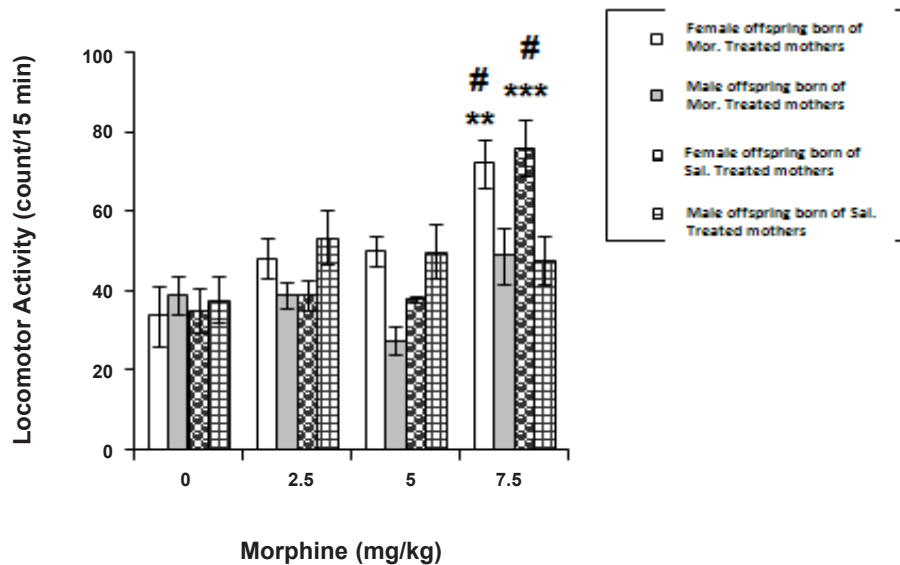 Locomotor Activity (count/15 min)
100
80
60
40
20
0
#
**
#
***
0
2.5
5
7.5
Morphine (mg/kg)
Female offspring born of
Mor. Treated mothers
Male offspring born of
Mor. Treated mothers
Female offspring born of
Sal. Treated mothers
Male offspring born of Sal.
Treated mothers